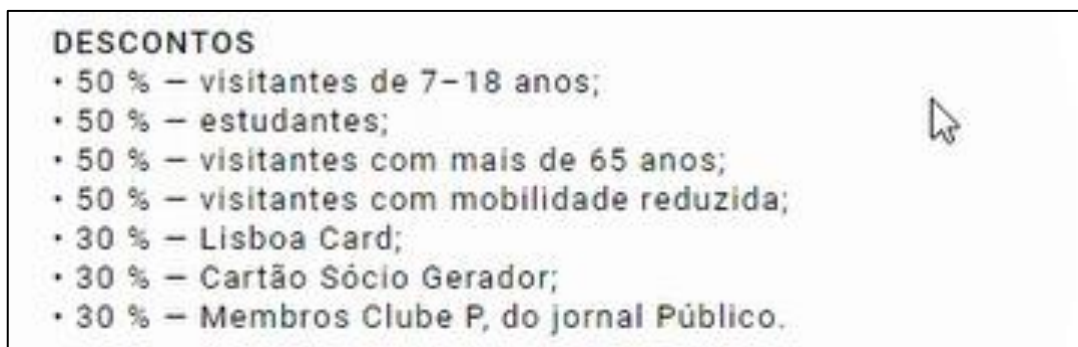 DESCONTOS
• 50 % — visitantes de 7–18 anos;
• 50 % — estudantes;
• 50 % — visitantes com mais de 65 anos;
• 50 % — visitantes com mobilidade reduzida;
• 30 % — Lisboa Card;
• 30 % — Cartão Sócio Gerador;
• 30 % — Membros Clube P, do jornal Público.